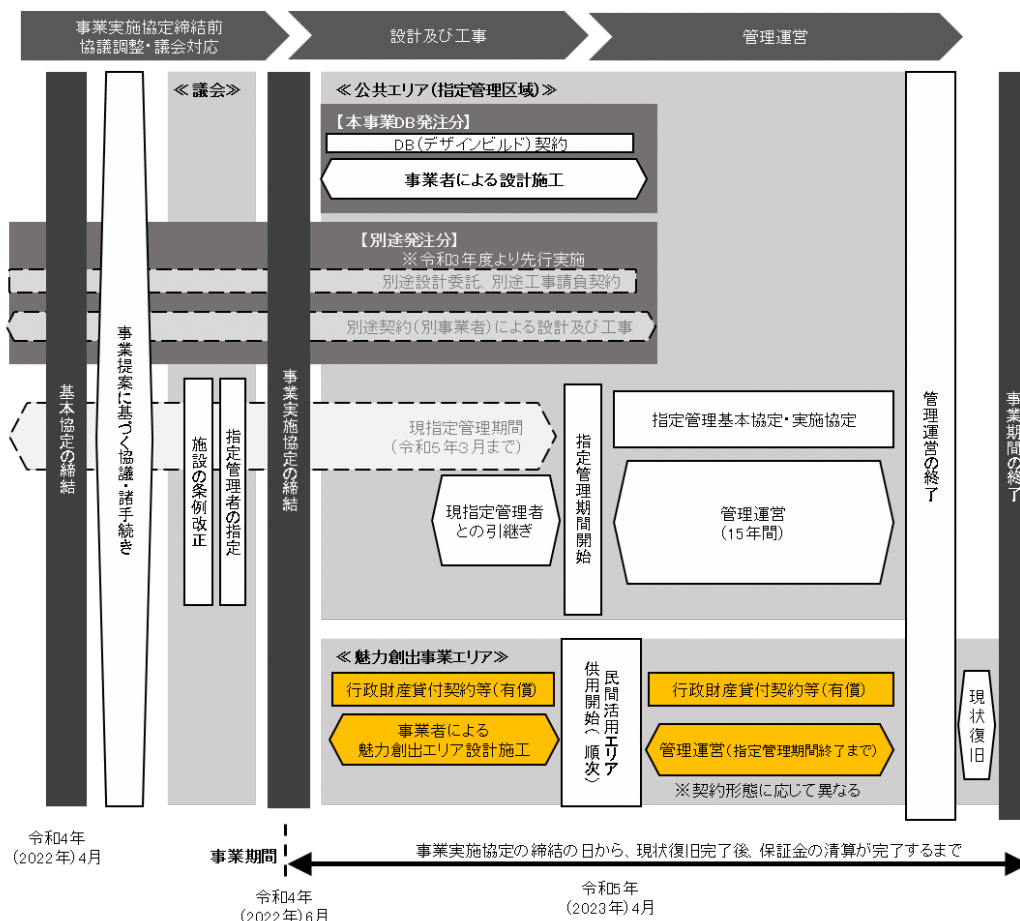 事業実施協定締結前
協議調整・議会対応
設計及び工事
管理運営
≪議会≫
≪公共エリア(指定管理区域)≫
【本事業DB発注分】
DB(デザインビルド)契約
事業者による設計施工
【別途発注分】
※令和3年度より先行実施
別途設計委託、別途工事請負契約
別途契約(別事業者)による設計及び工事
基本協定の締結
事業提案に基づく協議・諸手続き
施設の条例改正
指定管理者の指定
事業実施協定の締結
現指定管理期間
(令和5年3月まで)
現指定管理者
との引継ぎ
指定管理期間開始
指定管理基本協定・実施協定
管理運営
(15年間)
管理運営の終了
事業期間の終了
≪魅力創出事業エリア≫
行政財産貸付契約等(有償)
事業者による
魅力創出エリア設計施工
民間活用エリア
供用開始(順次)
行政財産貸付契約等(有償)
管理運営(指定管理期間終了まで)
※契約形態に応じて異なる
現状復旧
令和4年
(2022年)4月
事業期間
事業実施協定の締結の日から、現状復旧完了後、保証金の清算が完了するまで
令和4年
(2022年)6月
令和5年
(2023年)4月